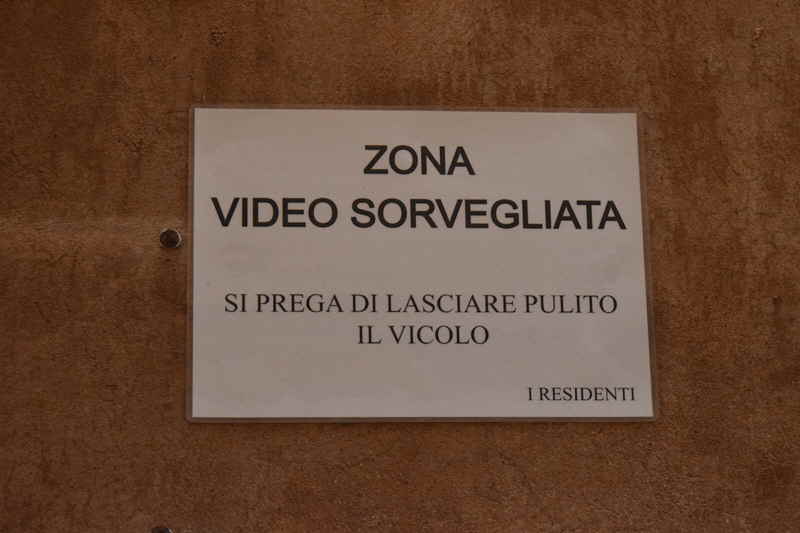 ZONA
VIDEO SORVEGLIATA
SI PREGA DI LASCIARE PULITO
IL VICOLO
I RESIDENTI